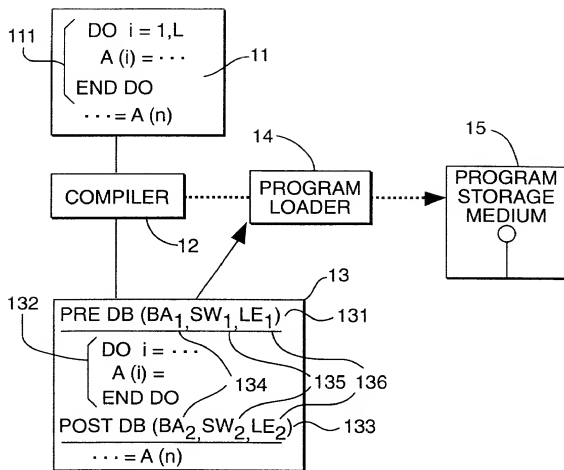 111
DO i = 1,L
A (i) = ···
END DO
··· = A (n)
11
COMPILER
12
14
PROGRAM
LOADER
15
PROGRAM
STORAGE
MEDIUM
13
132
PRE DB (BA1,SW1,LE1)
131
DO i = ···
A (i) =
END DO
134
135
136
POST DB (BA2,SW2,LE2)
133
··· = A (n)